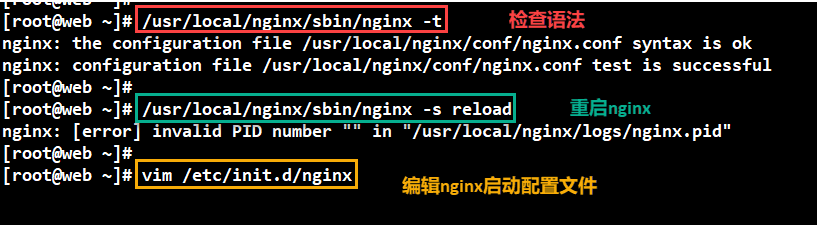 [root@web ~]#
[root@web ~]# /usr/local/nginx/sbin/nginx -t 检查语法
nginx: the configuration file /usr/local/nginx/conf/nginx.conf syntax is ok
nginx: configuration file /usr/local/nginx/conf/nginx.conf test is successful
[root@web ~]#
[root@web ~]# /usr/local/nginx/sbin/nginx -s reload 重启nginx
nginx: [error] invalid PID number "" in "/usr/local/nginx/logs/nginx.pid"
[root@web ~]#
[root@web ~]# vim /etc/init.d/nginx 编辑nginx启动配置文件